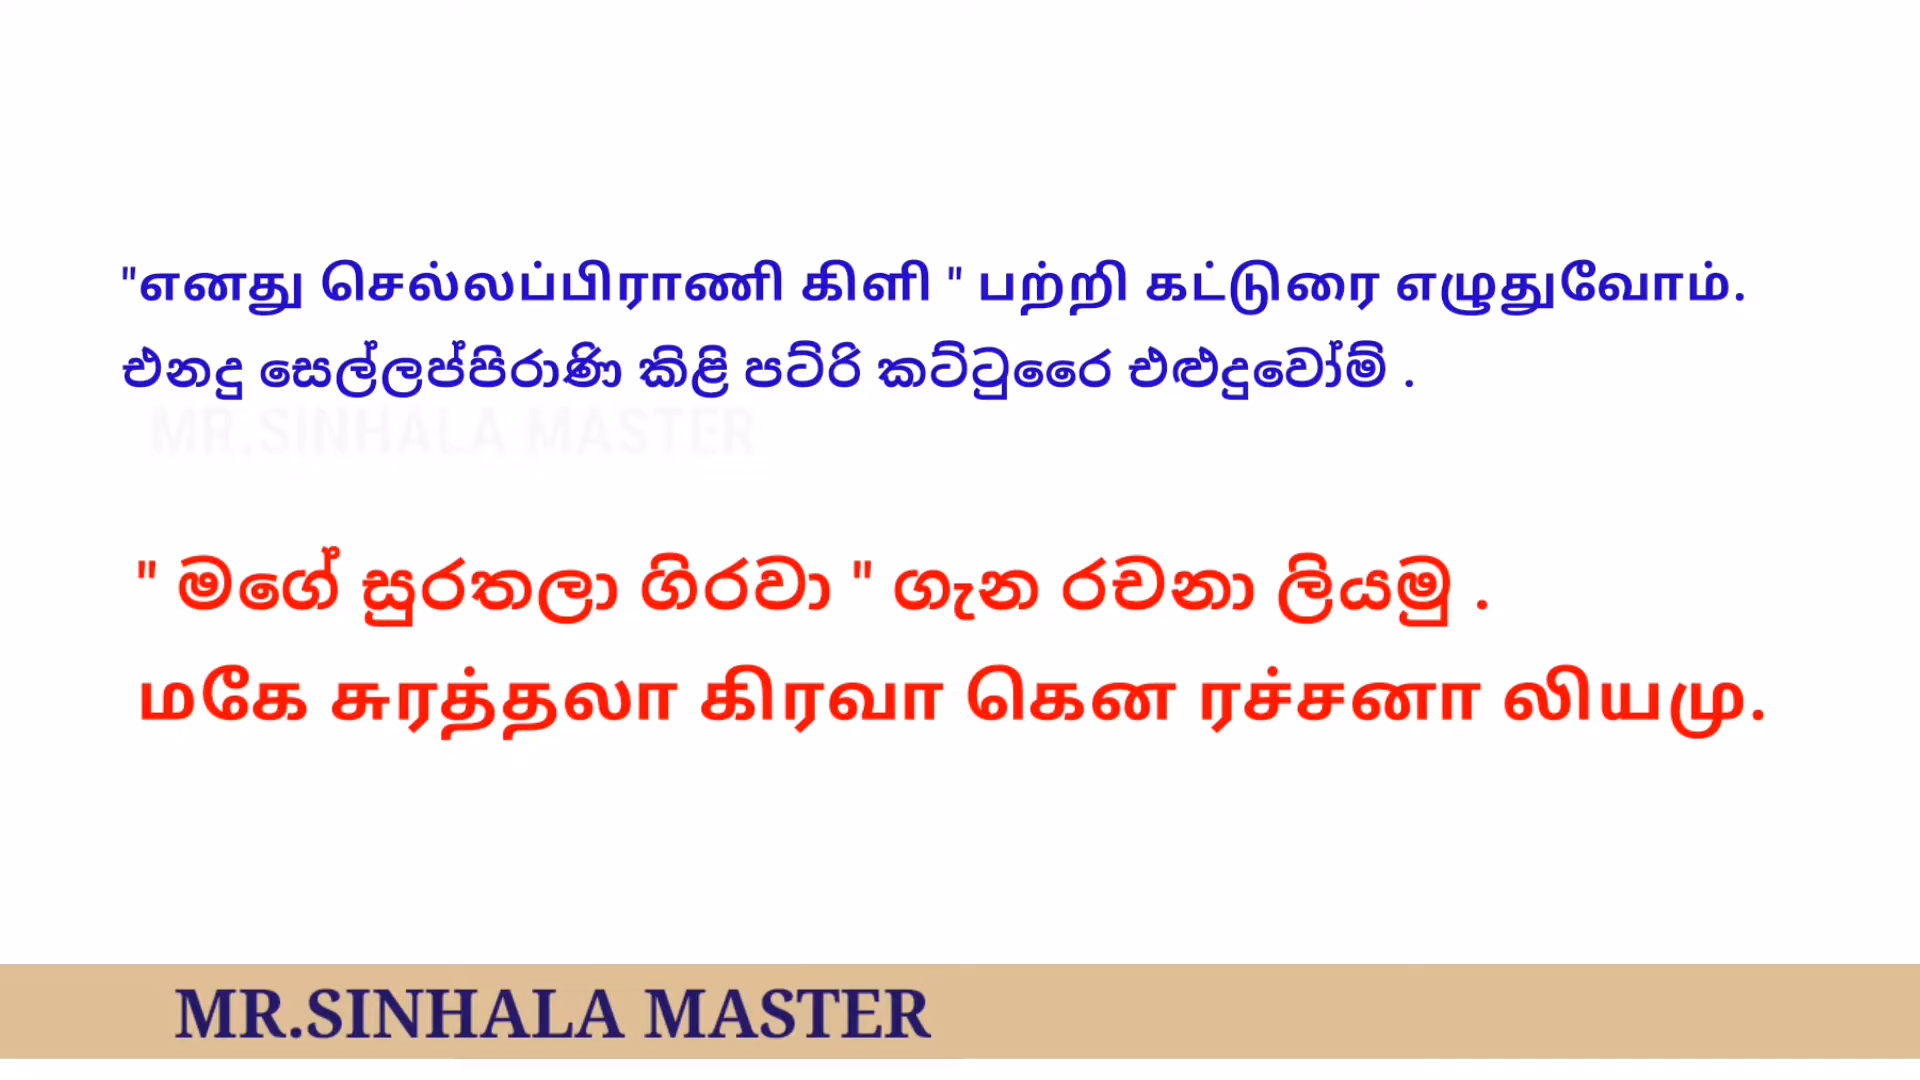 "எனது செல்லப்பிராணி கிளி " பற்றி கட்டுரை எழுதுவோம்.
එනදු සෙල්ලප්පිරාණි කිළි පට්රි කට්ටුරෛ එළුදුවෝම් .
MR.SINHALA MASTER
" මගේ සුරතලා ගිරවා " ගැන රචනා ලියමු .
மகே சுரத்தலா கிரவா கென ரச்சனா லியமு.
MR.SINHALA MASTER